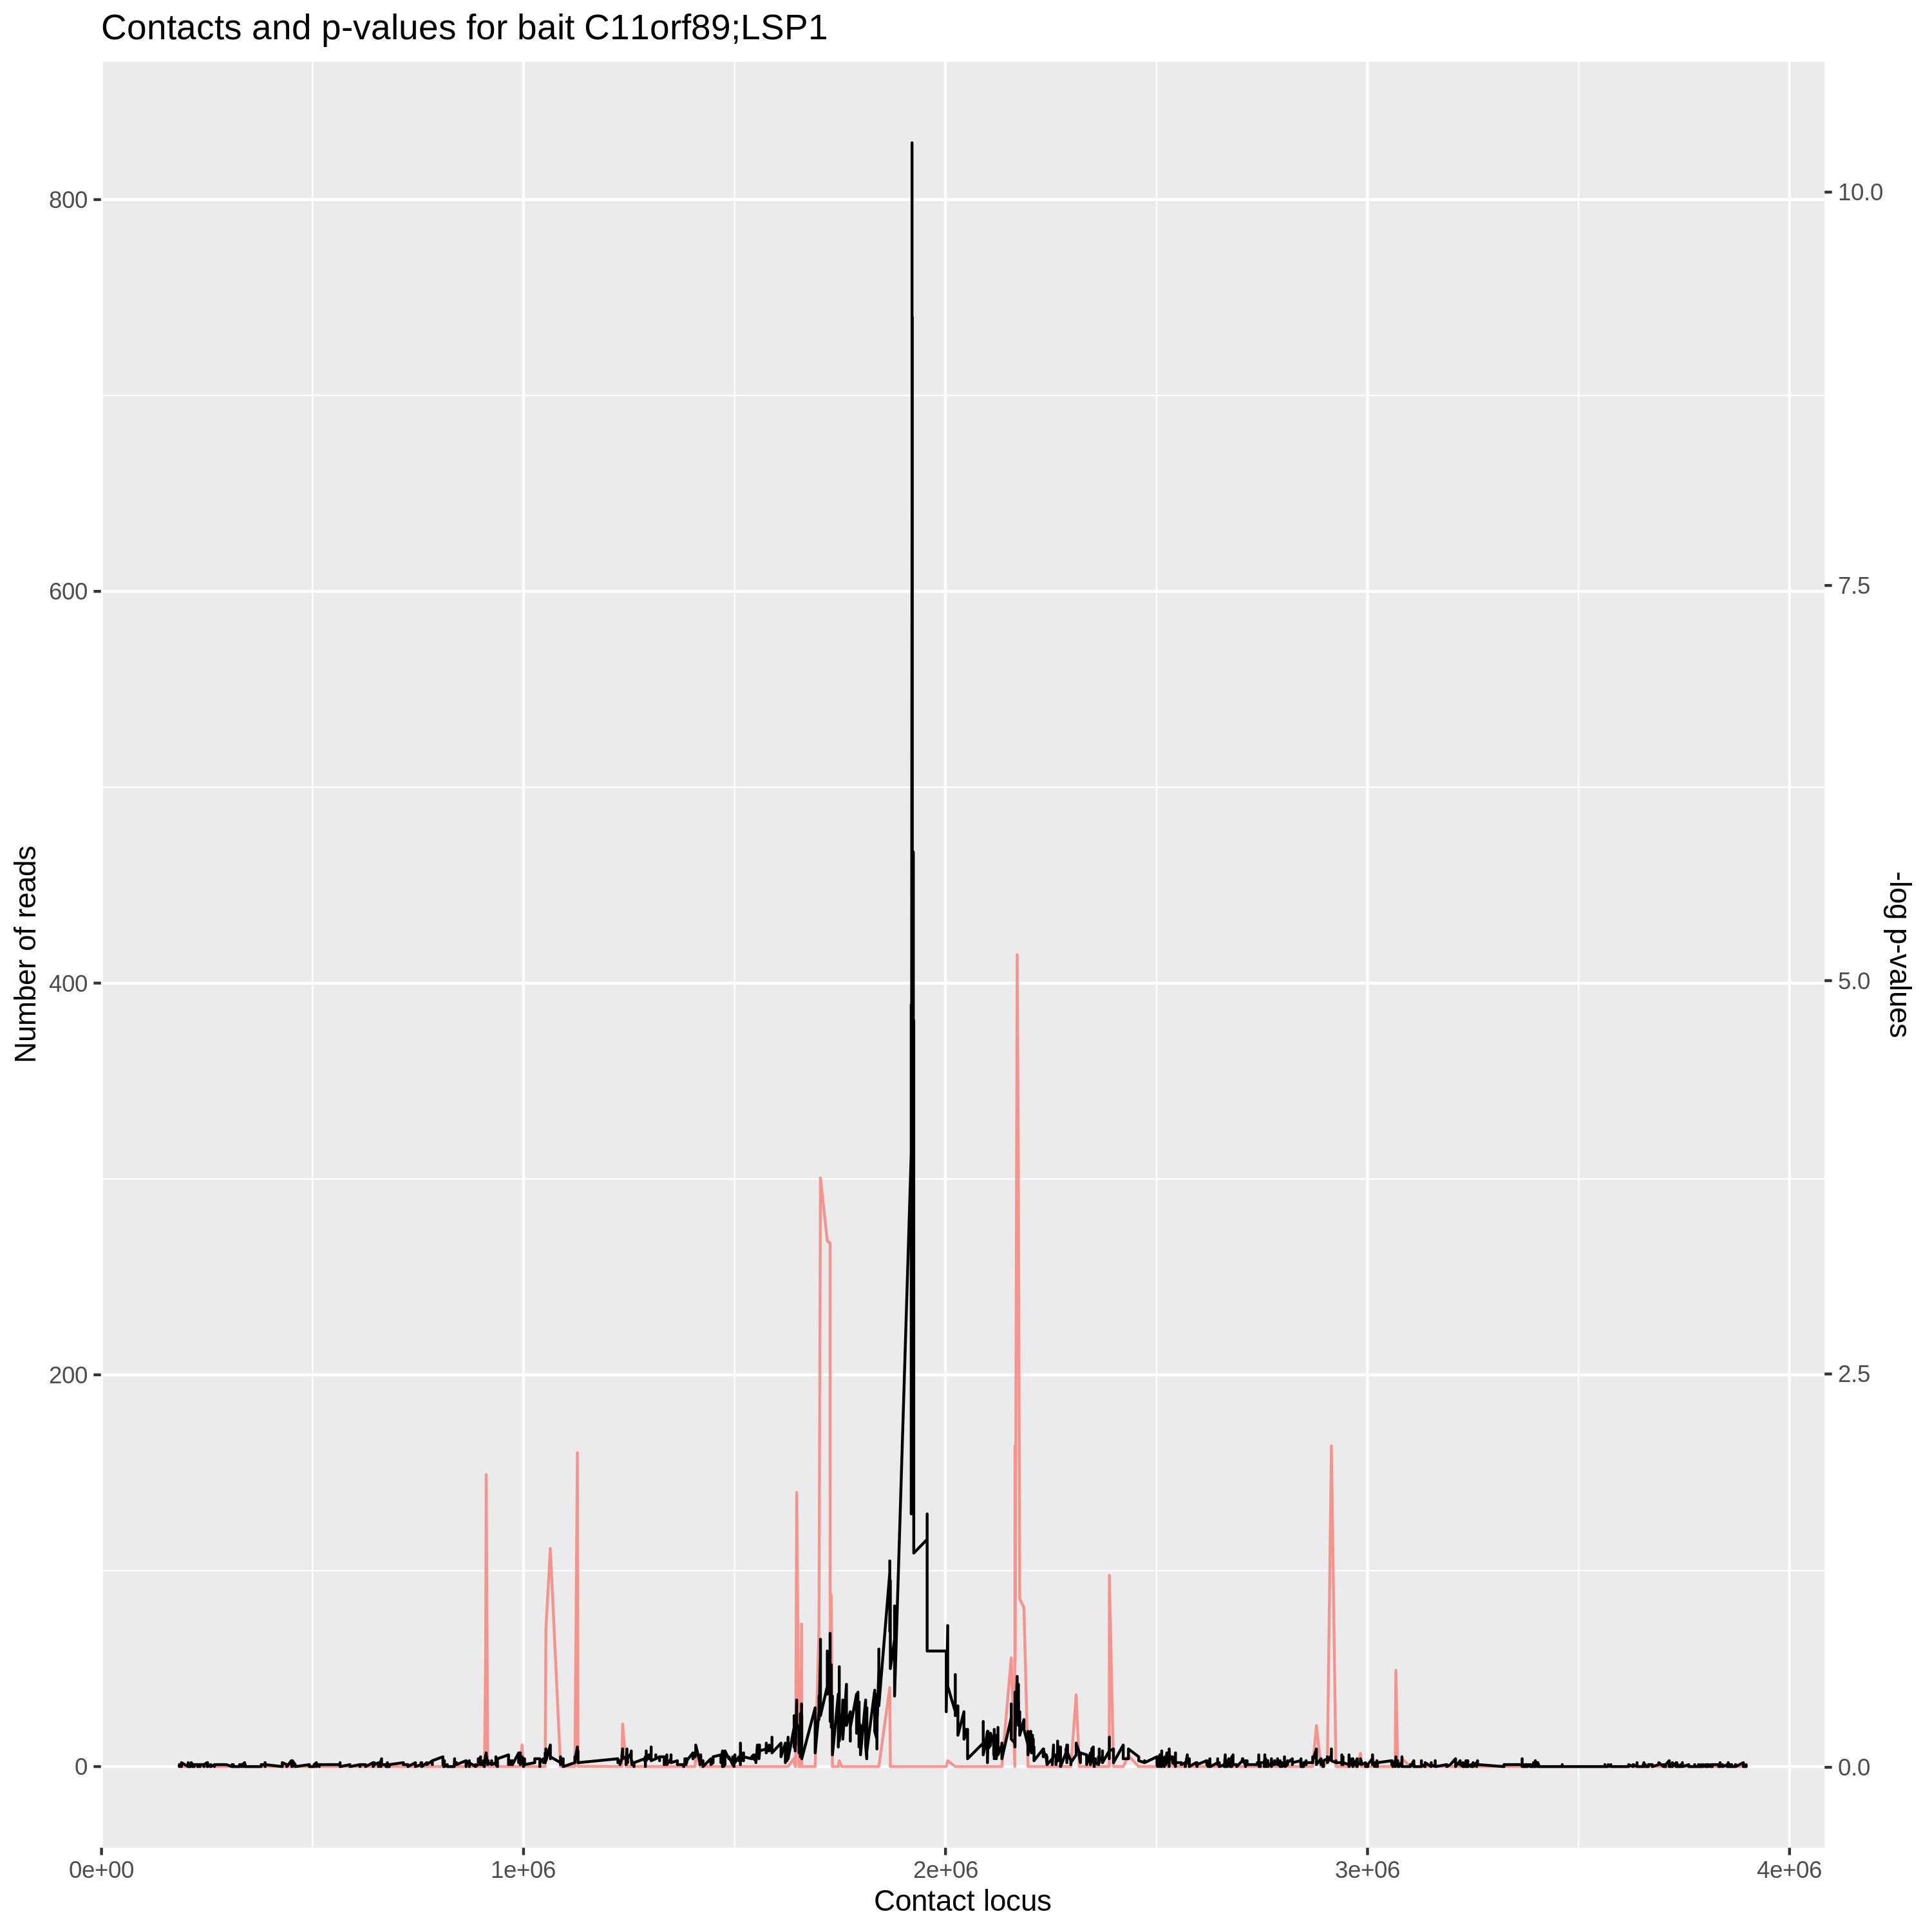 Contacts and p-values for bait C11orf89;LSP1
800
600
400
200
0
Number of reads
10.0
7.5
5.0
2.5
0.0
-log p-values
0e+00 1e+06 2e+06 3e+06 4e+06
Contact locus